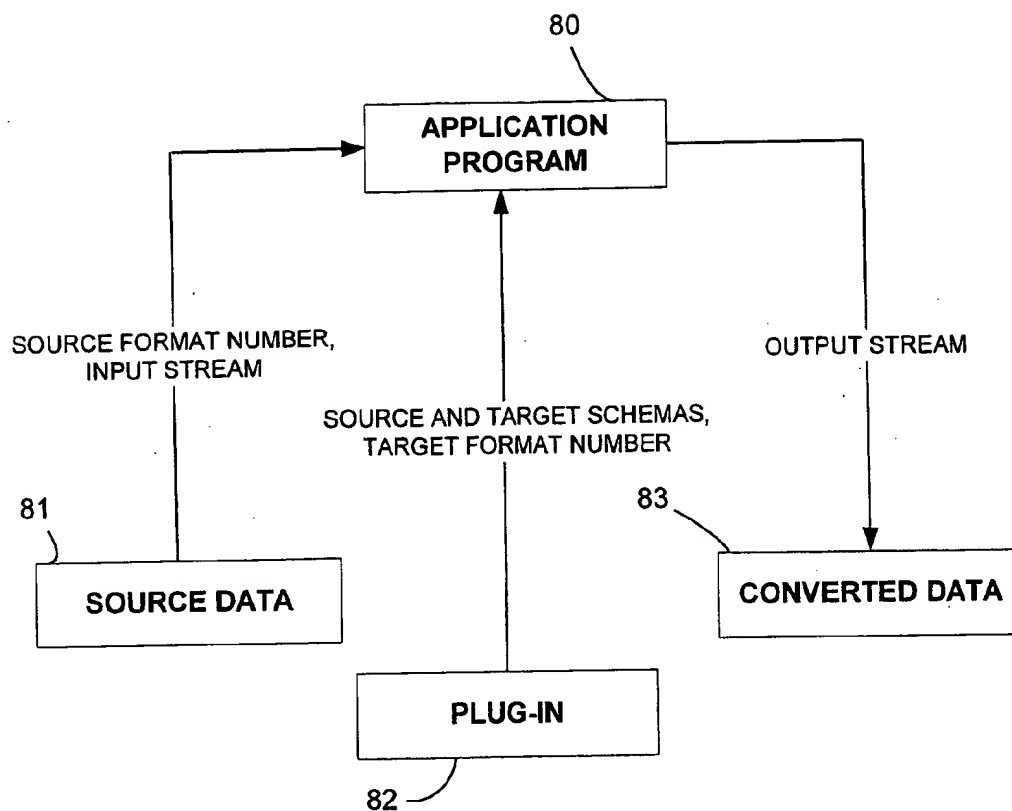 80
APPLICATION
PROGRAM
SOURCE FORMAT NUMBER,
INPUT STREAM
OUTPUT STREAM
SOURCE AND TARGET SCHEMAS,
TARGET FORMAT NUMBER
81
SOURCE DATA
83
CONVERTED DATA
PLUG-IN
82